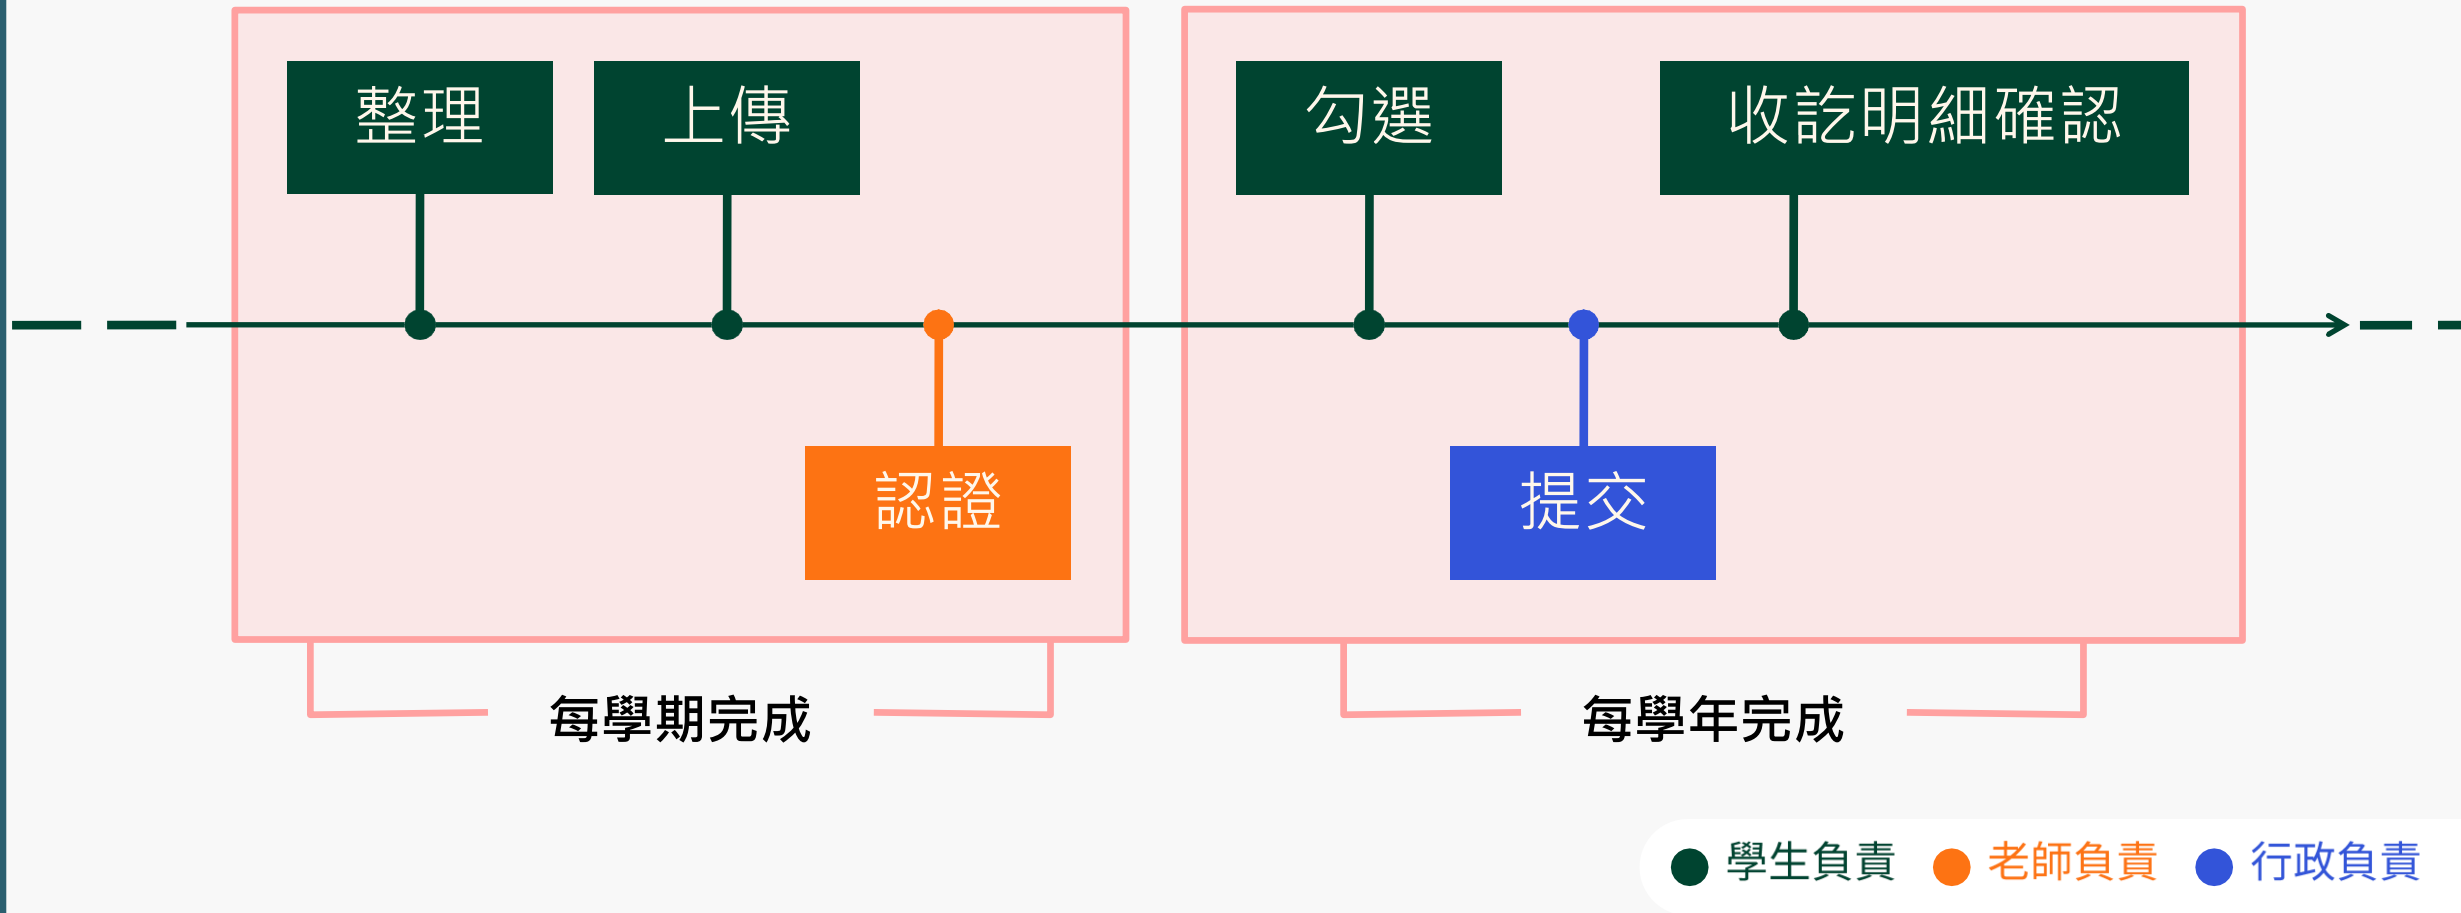 整理
上傳
勾選
收訖明細確認
認證
提交
每學期完成
每學年完成
學生負責
老師負責
行政負責